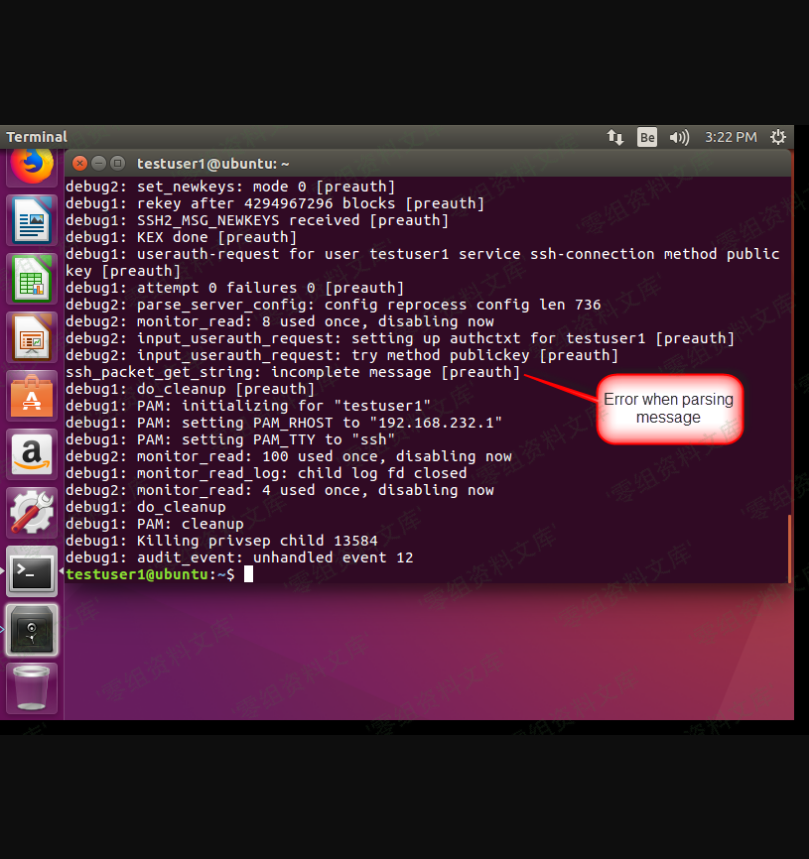 Terminal
Be
3:22 PM
testuser1@ubuntu: ~
debug2: set_newkeys: mode 0 [preauth]
debug1: rekey after 4294967296 blocks [preauth]
debug1: SSH2_MSG_NEWKEYS received [preauth]
debug1: KEX done [preauth]
debug1: userauth-request for user testuser1 service ssh-connection method public
key [preauth]
debug1: attempt 0 failures 0 [preauth]
debug2: parse_server_config: config reprocess config len 736
debug2: monitor_read: 8 used once, disabling now
debug2: input_userauth_request: setting up authctxt for testuser1 [preauth]
debug2: input_userauth_request: try method publickey [preauth]
ssh_packet_get_string: incomplete message [preauth]
debug1: do_cleanup [preauth]
debug1: PAM: initializing for "testuser1"
debug1: PAM: setting PAM_RHOST to "192.168.232.1"
debug1: PAM: setting PAM_TTY to "ssh"
debug2: monitor_read: 100 used once, disabling now
debug1: monitor_read_log: child log fd closed
debug2: monitor_read: 4 used once, disabling now
debug1: do_cleanup
debug1: PAM: cleanup
debug1: Killing privsep child 13584
debug1: audit_event: unhandled event 12
testuser1@ubuntu:~$
Error when parsing
message
'零组资料文库'